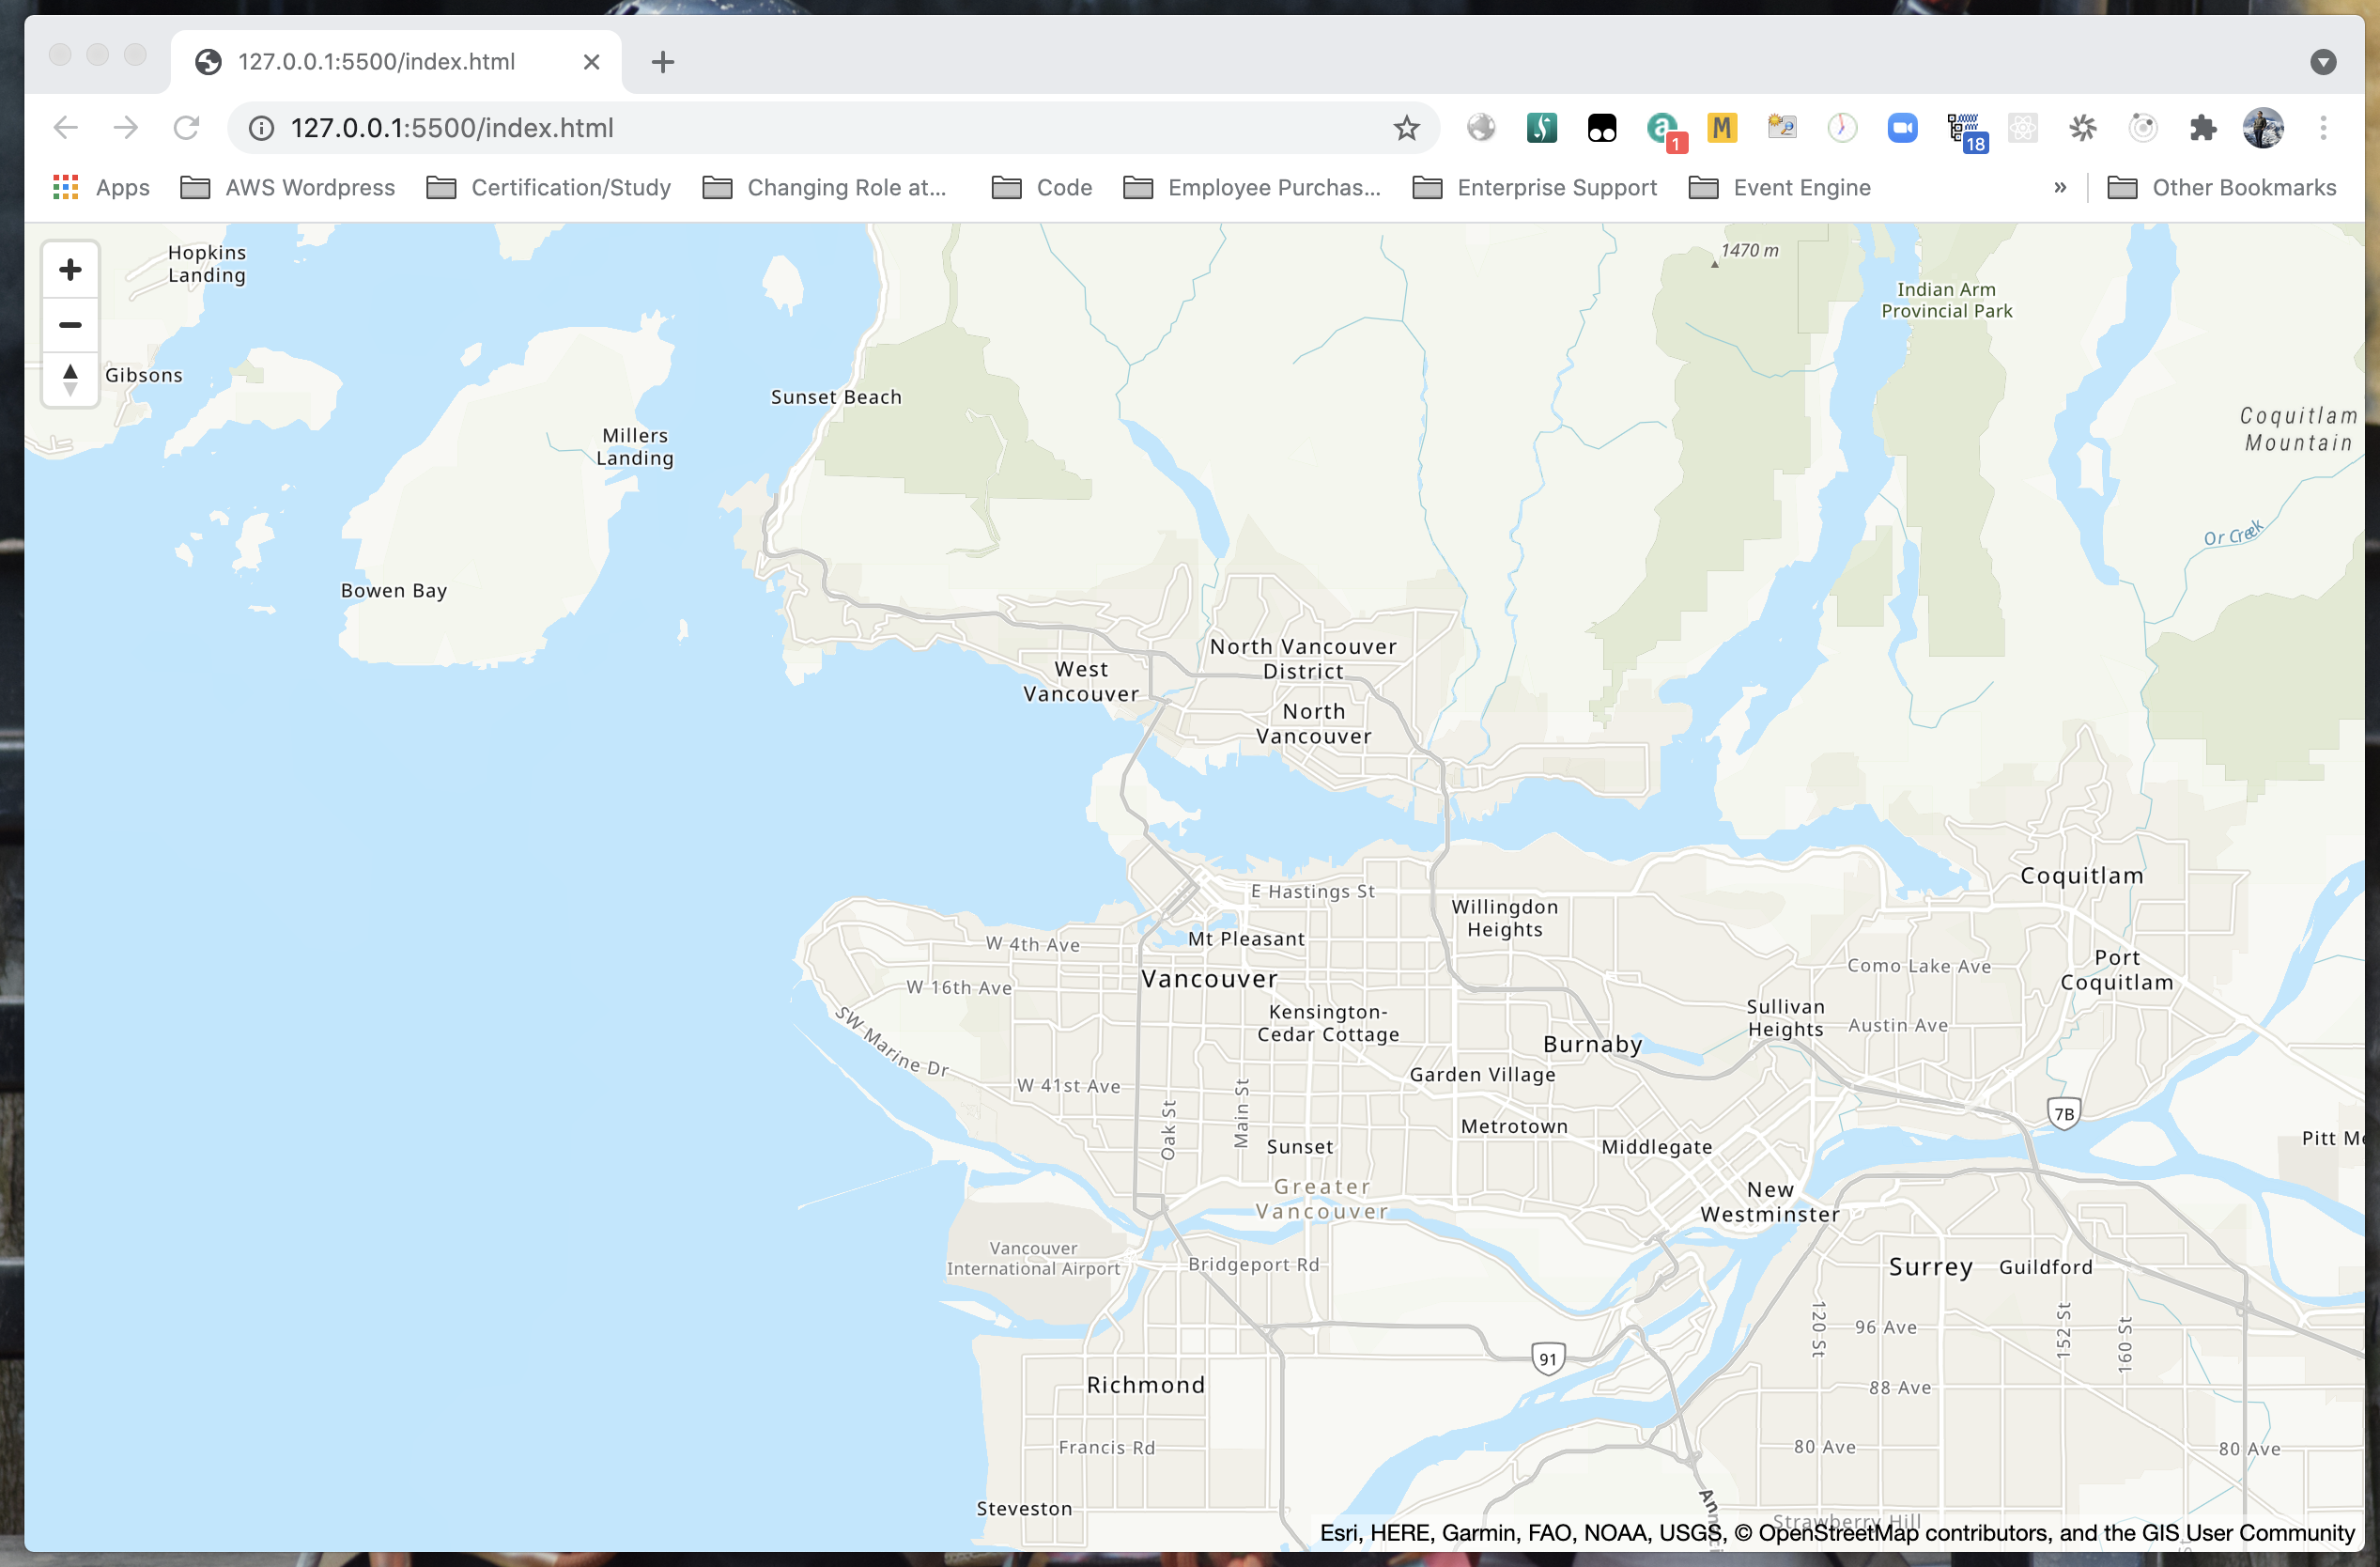 127.0.0.1:5500/index.html
127.0.0.1:5500/index.html
a 1 M 18
Apps AWS Wordpress Certification/Study Changing Role at... Code Employee Purchas... Enterprise Support Event Engine » Other Bookmarks
Hopkins
Landing
1470 m
Indian Arm
Provincial Park
Gibsons
Sunset Beach
Coquitlam
Mountain
Millers
Landing
Or Creek
Bowen Bay
North Vancouver
District
West
Vancouver
North
Vancouver
Coquitlam
E Hastings St
Willingdon
Heights
Mt Pleasant
W 4th Ave
Port
Coquitlam
Como Lake Ave
Vancouver
W 16th Ave
Kensington-
Cedar Cottage
Sullivan
Heights
Austin Ave
SW Marine Dr
Burnaby
Garden Village
W 41st Ave
7B
Oak St
Main St
Metrotown
Sunset
Middlegate
Pitt Me
Greater
Vancouver
New
Westminster
Vancouver
International Airport
Bridgeport Rd
Surrey
Guildford
120 St
96 Ave
152 St
160 St
91
Richmond
88 Ave
Francis Rd
80 Ave
80 Ave
Steveston
Strawberry Hill
Esri, HERE, Garmin, FAO, NOAA, USGS, © OpenStreetMap contributors, and the GIS User Community